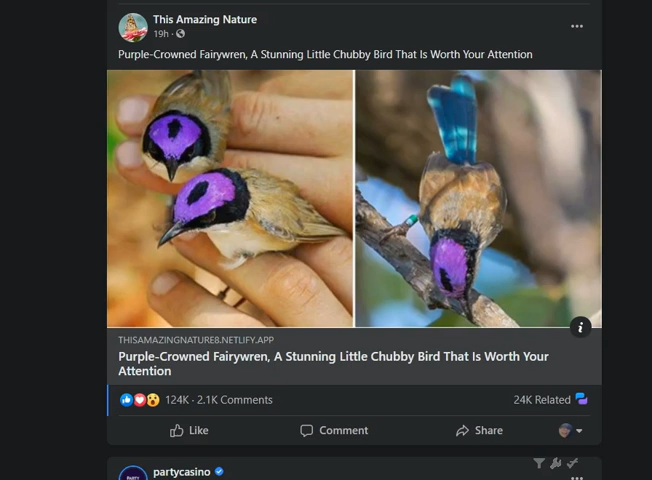 This Amazing Nature
19h ·
Purple-Crowned Fairywren, A Stunning Little Chubby Bird That Is Worth Your Attention
i
THISAMAZINGNATURE8.NETLIFY.APP
Purple-Crowned Fairywren, A Stunning Little Chubby Bird That Is Worth Your
Attention
124K · 2.1K Comments 24K Related
Like Comment Share
PARTY partycasino